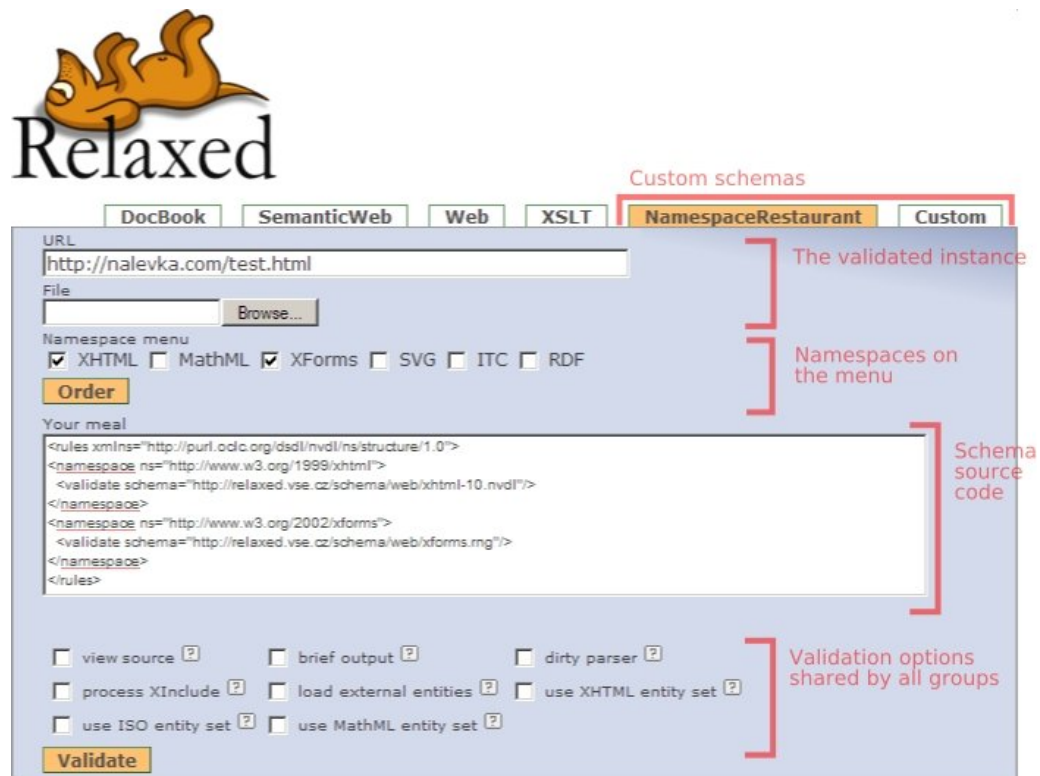 Relaxed
Custom schemas
DocBook SemanticWeb Web XSLT NamespaceRestaurant Custom
URL
http://nalevka.com/test.html
The validated instance
File
Browse...
Namespace menu
XHTML MathML XForms SVG ITC RDF
Namespaces on
the menu
Order
Your meal
<rules xmlns="http://purl.oclc.org/dsdl/nvdl/ns/structure/1.0">
<namespace ns="http://www.w3.org/1999/xhtml">
<validate schema="http://relaxed.vse.cz/schema/web/xhtml-10.nvdl"/>
</namespace>
<namespace ns="http://www.w3.org/2002/xforms">
<validate schema="http://relaxed.vse.cz/schema/web/xforms.rng"/>
</namespace>
</rules>
Schema
source
code
view source ? brief output ? dirty parser ?
process XInclude ? load external entities ? use XHTML entity set ?
use ISO entity set ? use MathML entity set ?
Validation options
shared by all groups
Validate